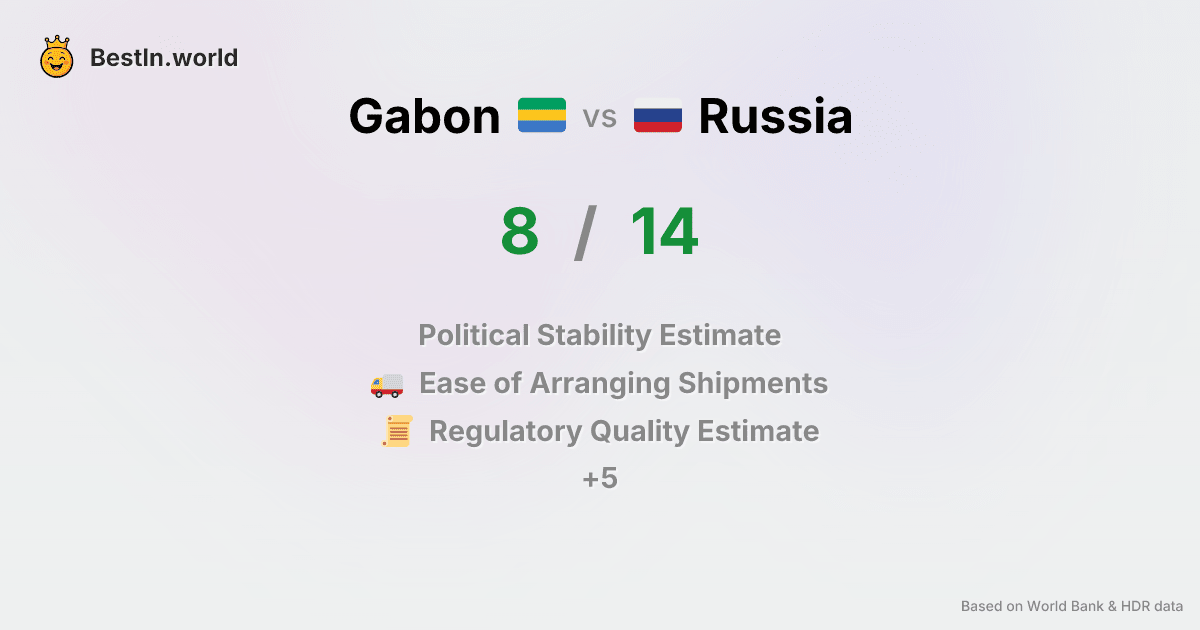 BestIn.world
Gabon vs Russia
8 / 14
Political Stability Estimate
Ease of Arranging Shipments
Regulatory Quality Estimate
+5
Based on World Bank & HDR data